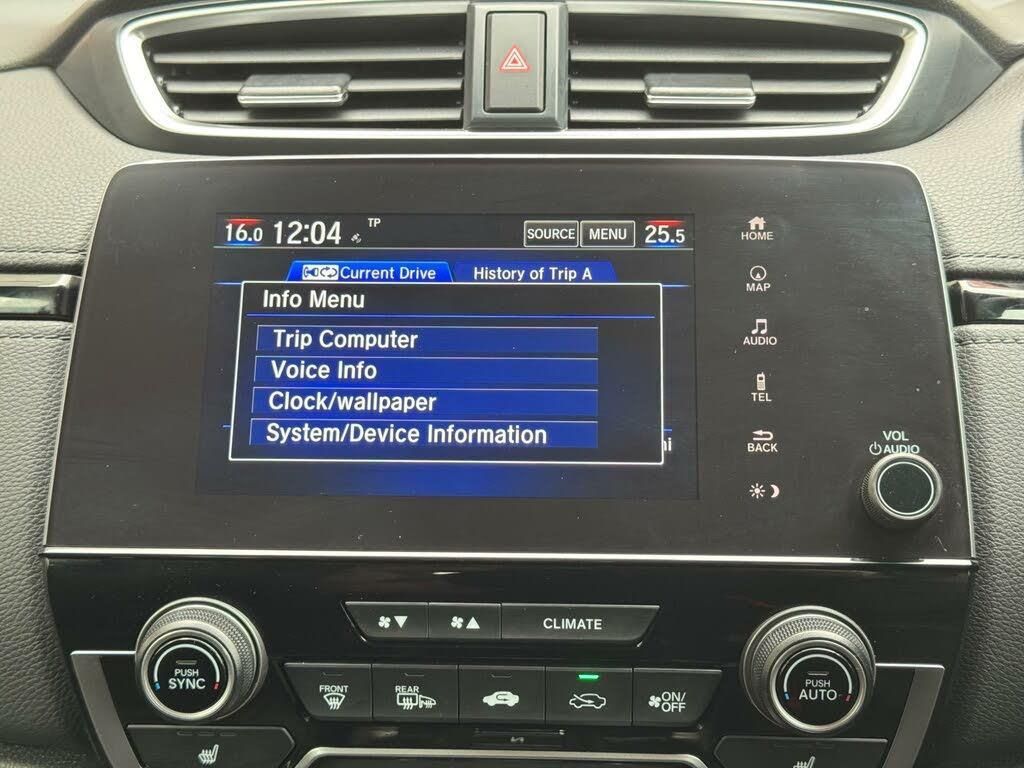 16.0 12:04 TP SOURCE MENU 25.5
Current Drive History of Trip A
Info Menu
Trip Computer
Voice Info
Clock/wallpaper
System/Device Information
HOME
MAP
AUDIO
TEL
BACK
VOL
AUDIO
CLIMATE
PUSH
SYNC
FRONT
REAR
ON/
OFF
PUSH
AUTO